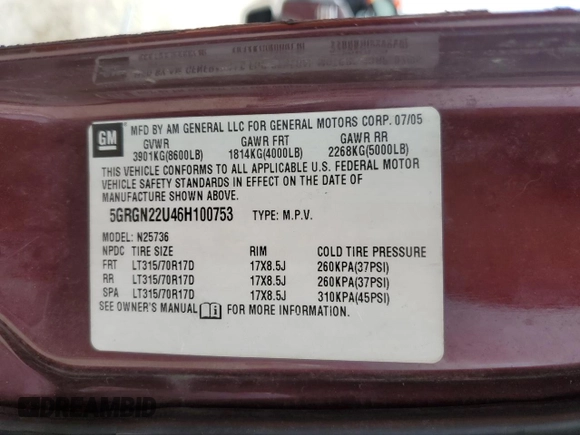 GM
MFD BY AM GENERAL LLC FOR GENERAL MOTORS CORP. 07/05
GVWR GAWR FRT GAWR RR
3901KG(8600LB) 1814KG(4000LB) 2268KG(5000LB)
THIS VEHICLE CONFORMS TO ALL APPLICABLE U.S. FEDERAL MOTOR
VEHICLE SAFETY STANDARDS IN EFFECT ON THE DATE OF
MANUFACTURE SHOWN ABOVE.
5GRGN22U46H100753 TYPE: M.P.V.
MODEL: N25736
NPDC TIRE SIZE RIM COLD TIRE PRESSURE
FRT LT315/70R17D 17X8.5J 260KPA(37PSI)
RR LT315/70R17D 17X8.5J 260KPA(37PSI)
SPA LT315/70R17D 17X8.5J 310KPA(45PSI)
SEE OWNER'S MANUAL FOR MORE INFORMATION.
DREAMBID